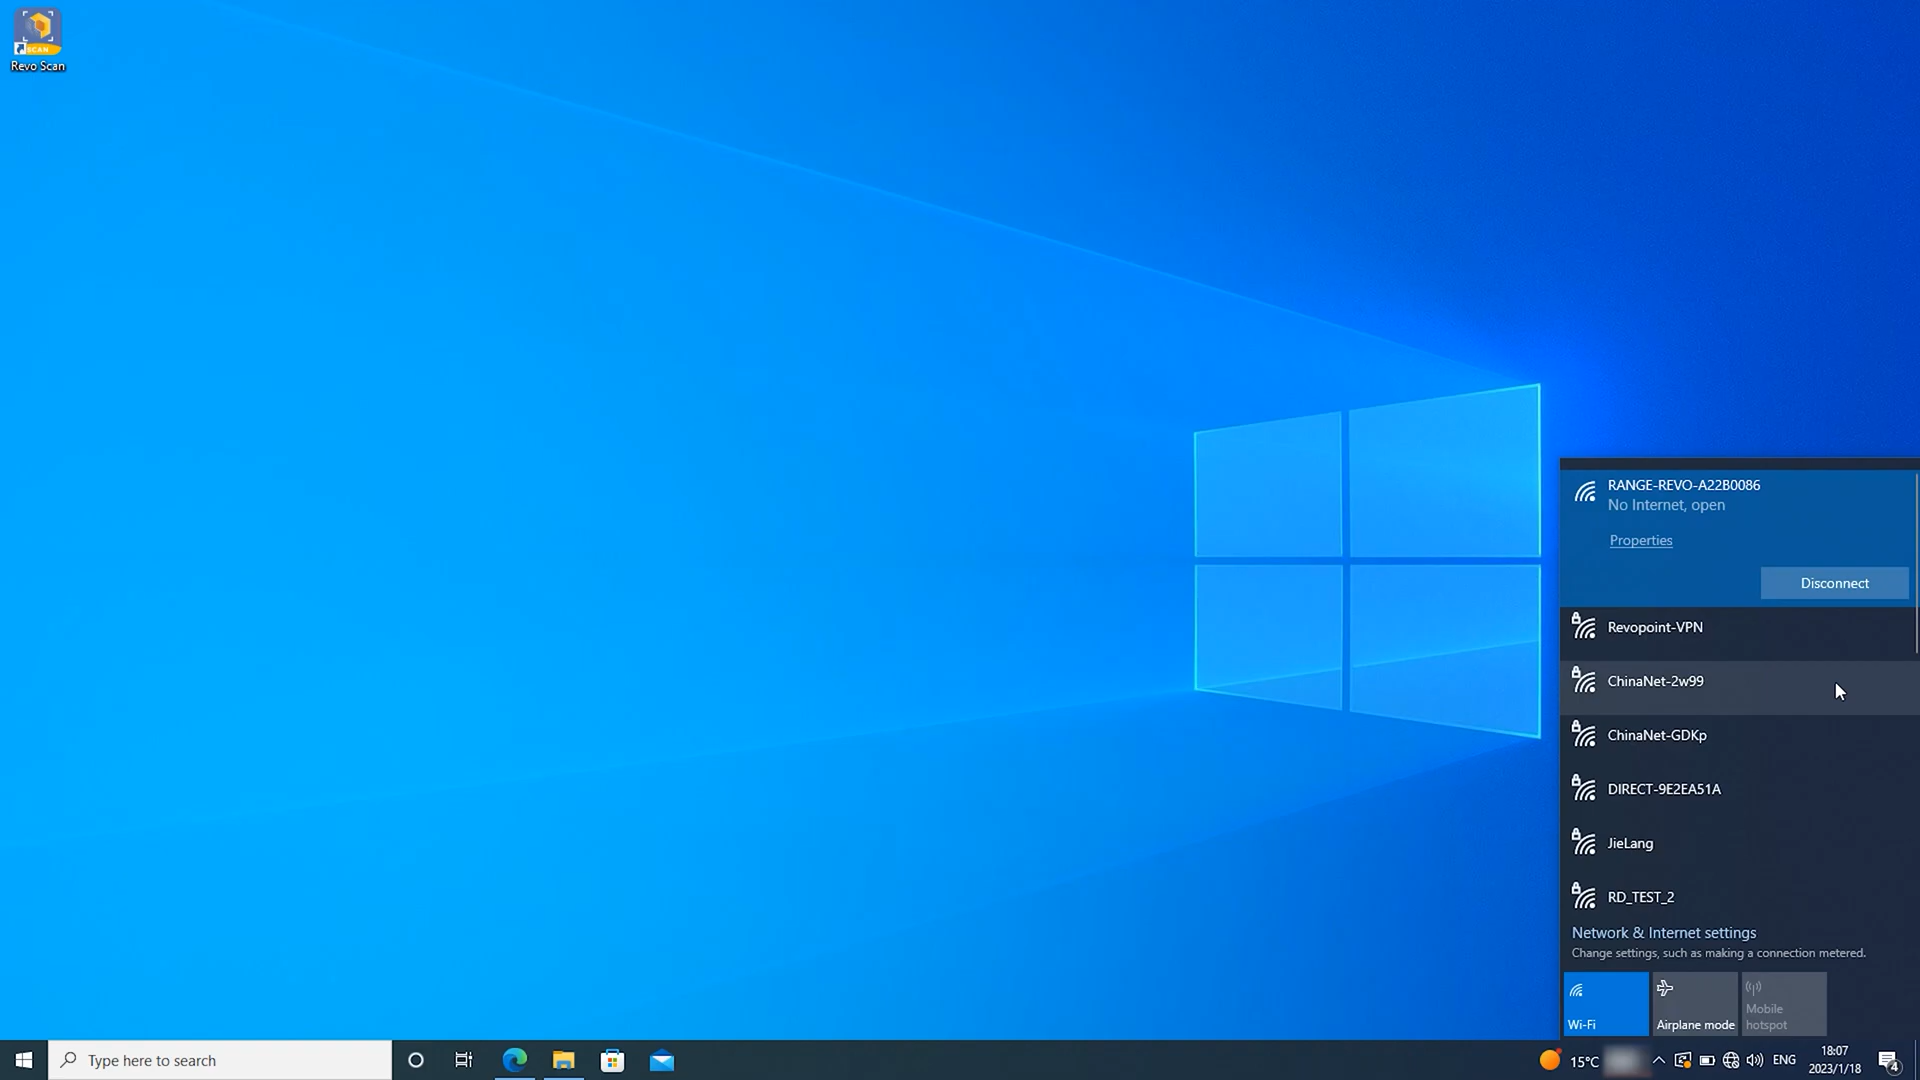 SCAN
Revo Scan
RANGE-REVO-A22B0086
No Internet, open
Properties
Disconnect
Revopoint-VPN
ChinaNet-2w99
ChinaNet-GDKp
DIRECT-9E2EA51A
JieLang
RD_TEST_2
Network & Internet settings
Change settings, such as making a connection metered.
Wi-Fi
Airplane mode
Mobile
hotspot
Type here to search
15°C
ENG
18:07
2023/1/18
4